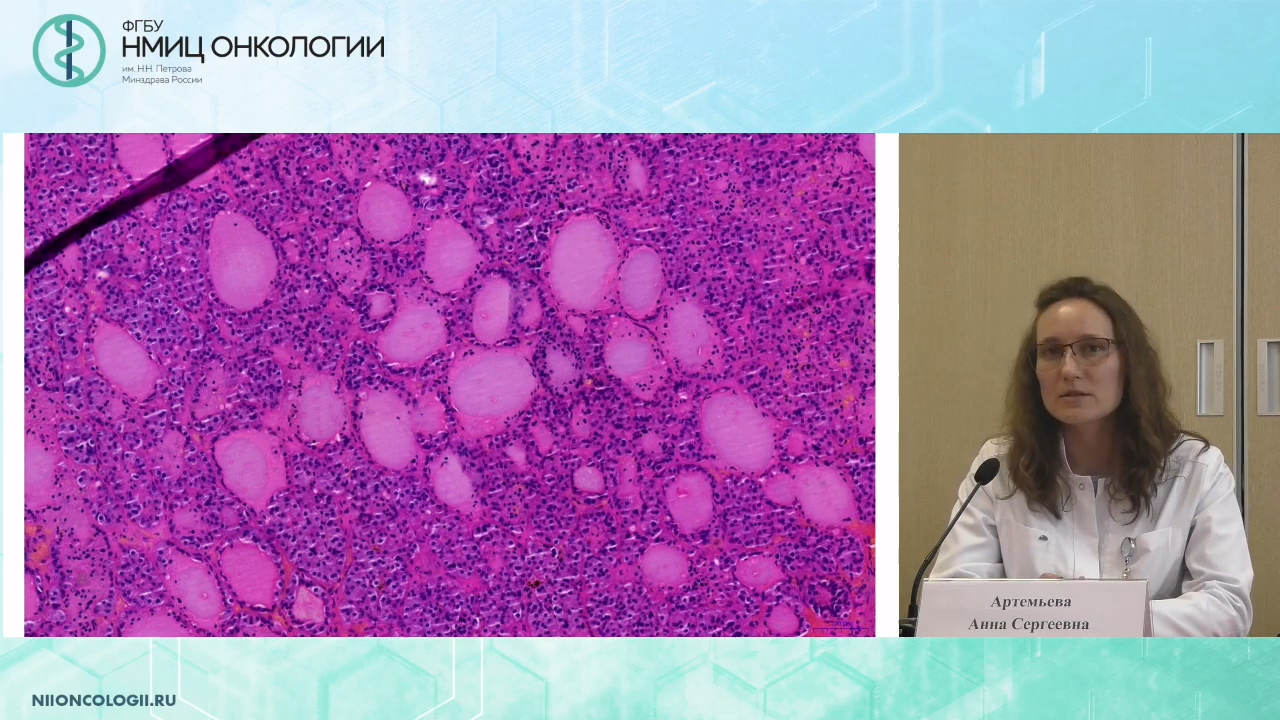 ФГБУ
НМИЦ ОНКОЛОГИИ
им. Н.Н. Петрова
Минздрава России
Артемьева
Анна Сергеевна
NIIONCOLOGII.RU